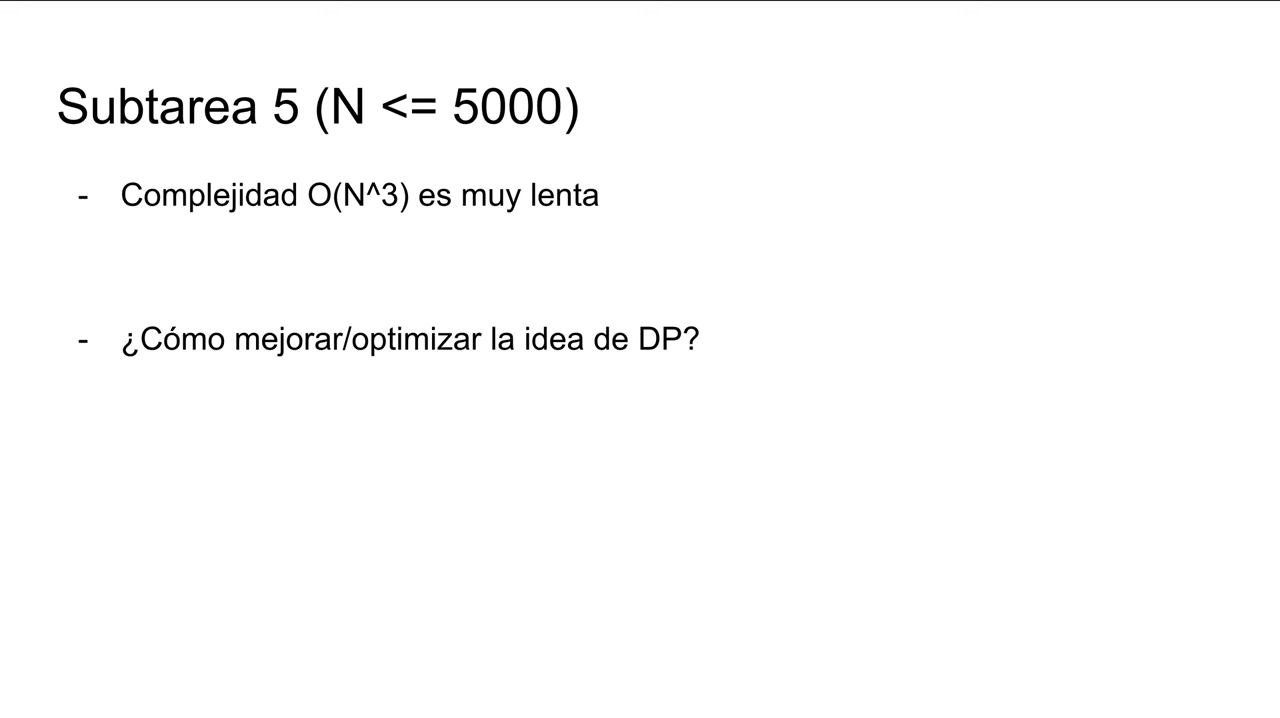 Subtarea 5 (N <= 5000)
- Complejidad O(N^3) es muy lenta
- ¿Cómo mejorar/optimizar la idea de DP?